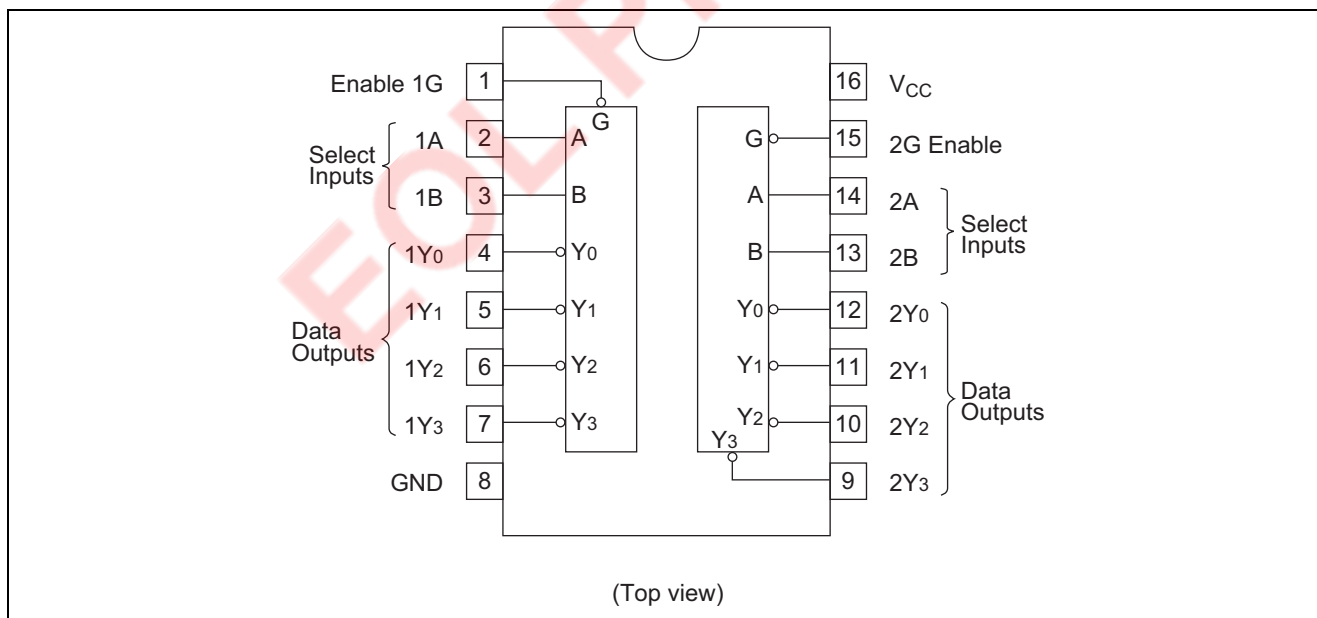 EOL P
Enable 1G 1
Select Inputs
1A 2
1B 3
Data Outputs
1Y0 4
1Y1 5
1Y2 6
1Y3 7
GND 8
G
A
B
Y0
Y1
Y2
Y3
G
A
B
Y0
Y1
Y2
Y3
16 VCC
15 2G Enable
14 2A
13 2B
Select Inputs
12 2Y0
11 2Y1
10 2Y2
9 2Y3
Data Outputs
(Top view)